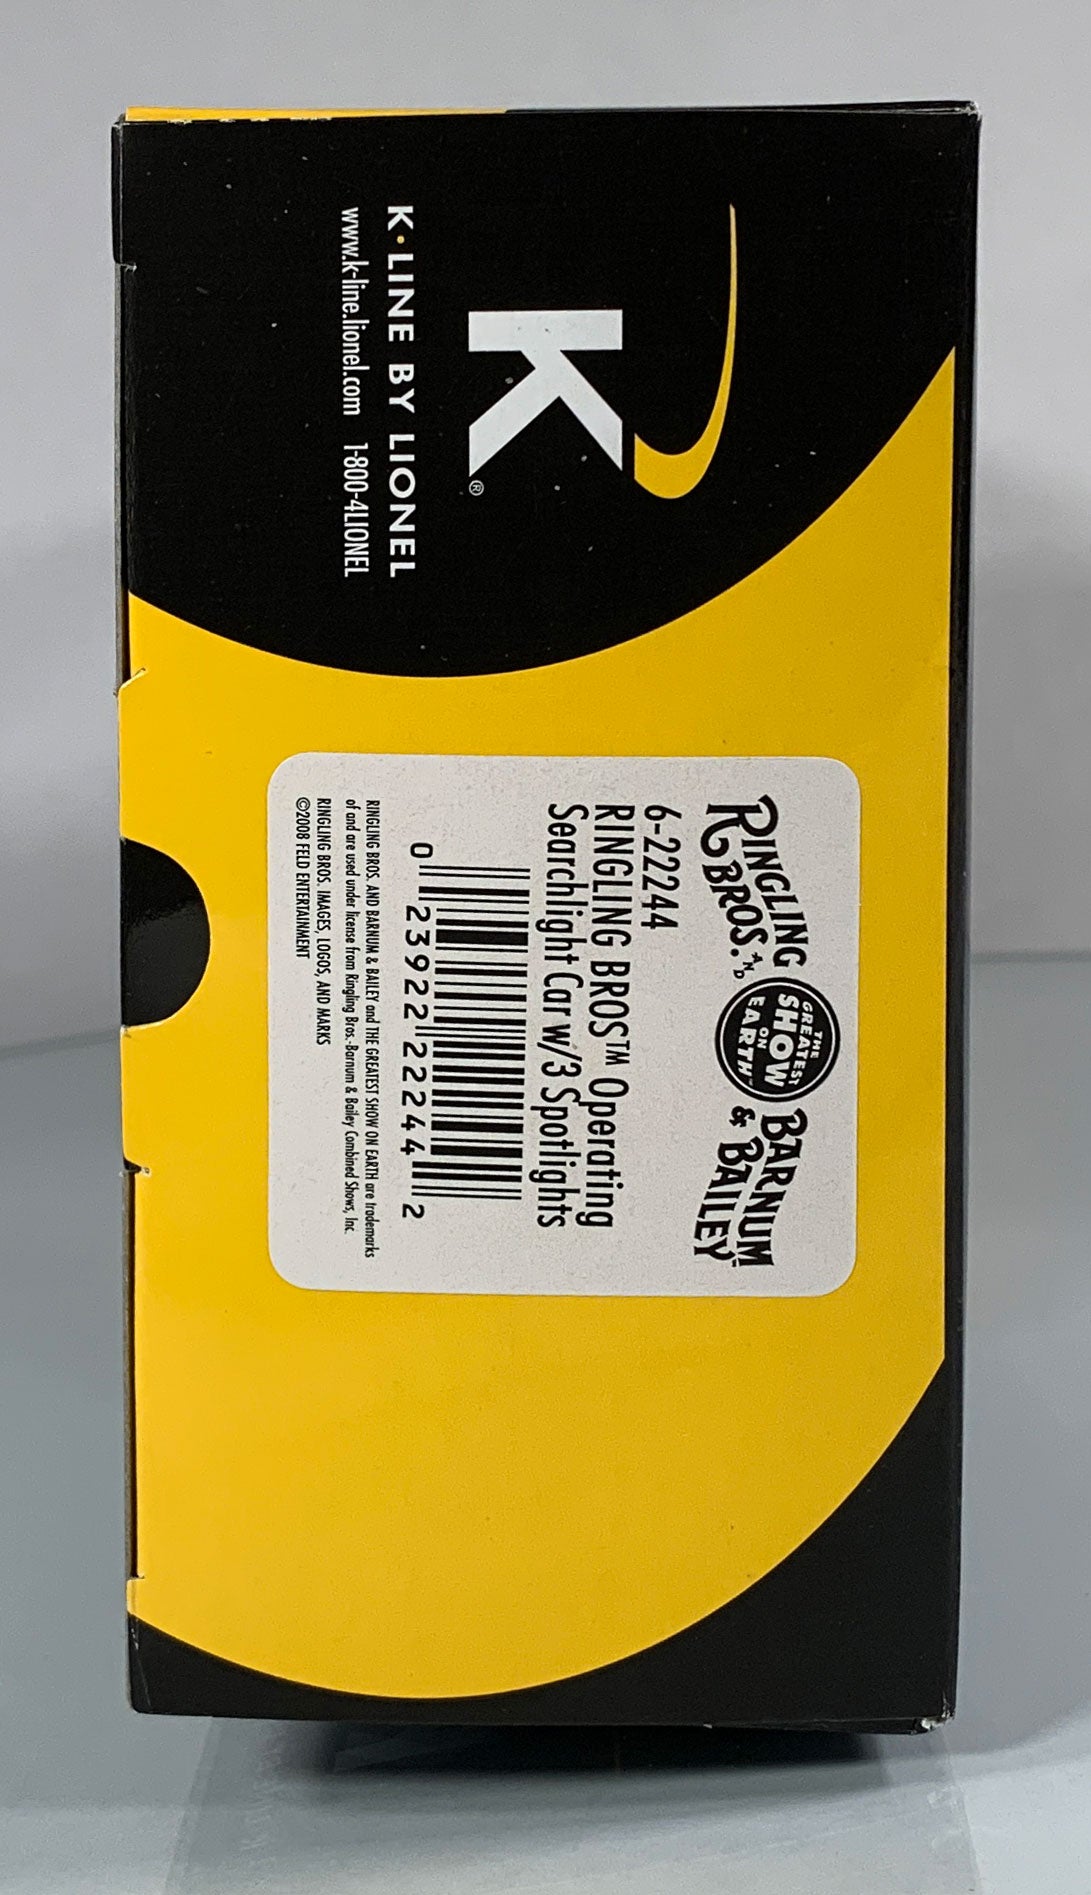 K
®
K·LINE BY LIONEL
www.k-line.lionel.com 1-800-4LIONEL
RINGLING BROS. AND
THE GREATEST SHOW ON EARTH™
BARNUM & BAILEY™
6-22244
RINGLING BROS™ Operating
Searchlight Car w/3 Spotlights
0 23922 22244 2
RINGLING BROS. AND BARNUM & BAILEY and THE GREATEST SHOW ON EARTH are trademarks
of and are used under license from Ringling Bros.-Barnum & Bailey Combined Shows, Inc.
RINGLING BROS. IMAGES, LOGOS, AND MARKS
©2008 FELD ENTERTAINMENT